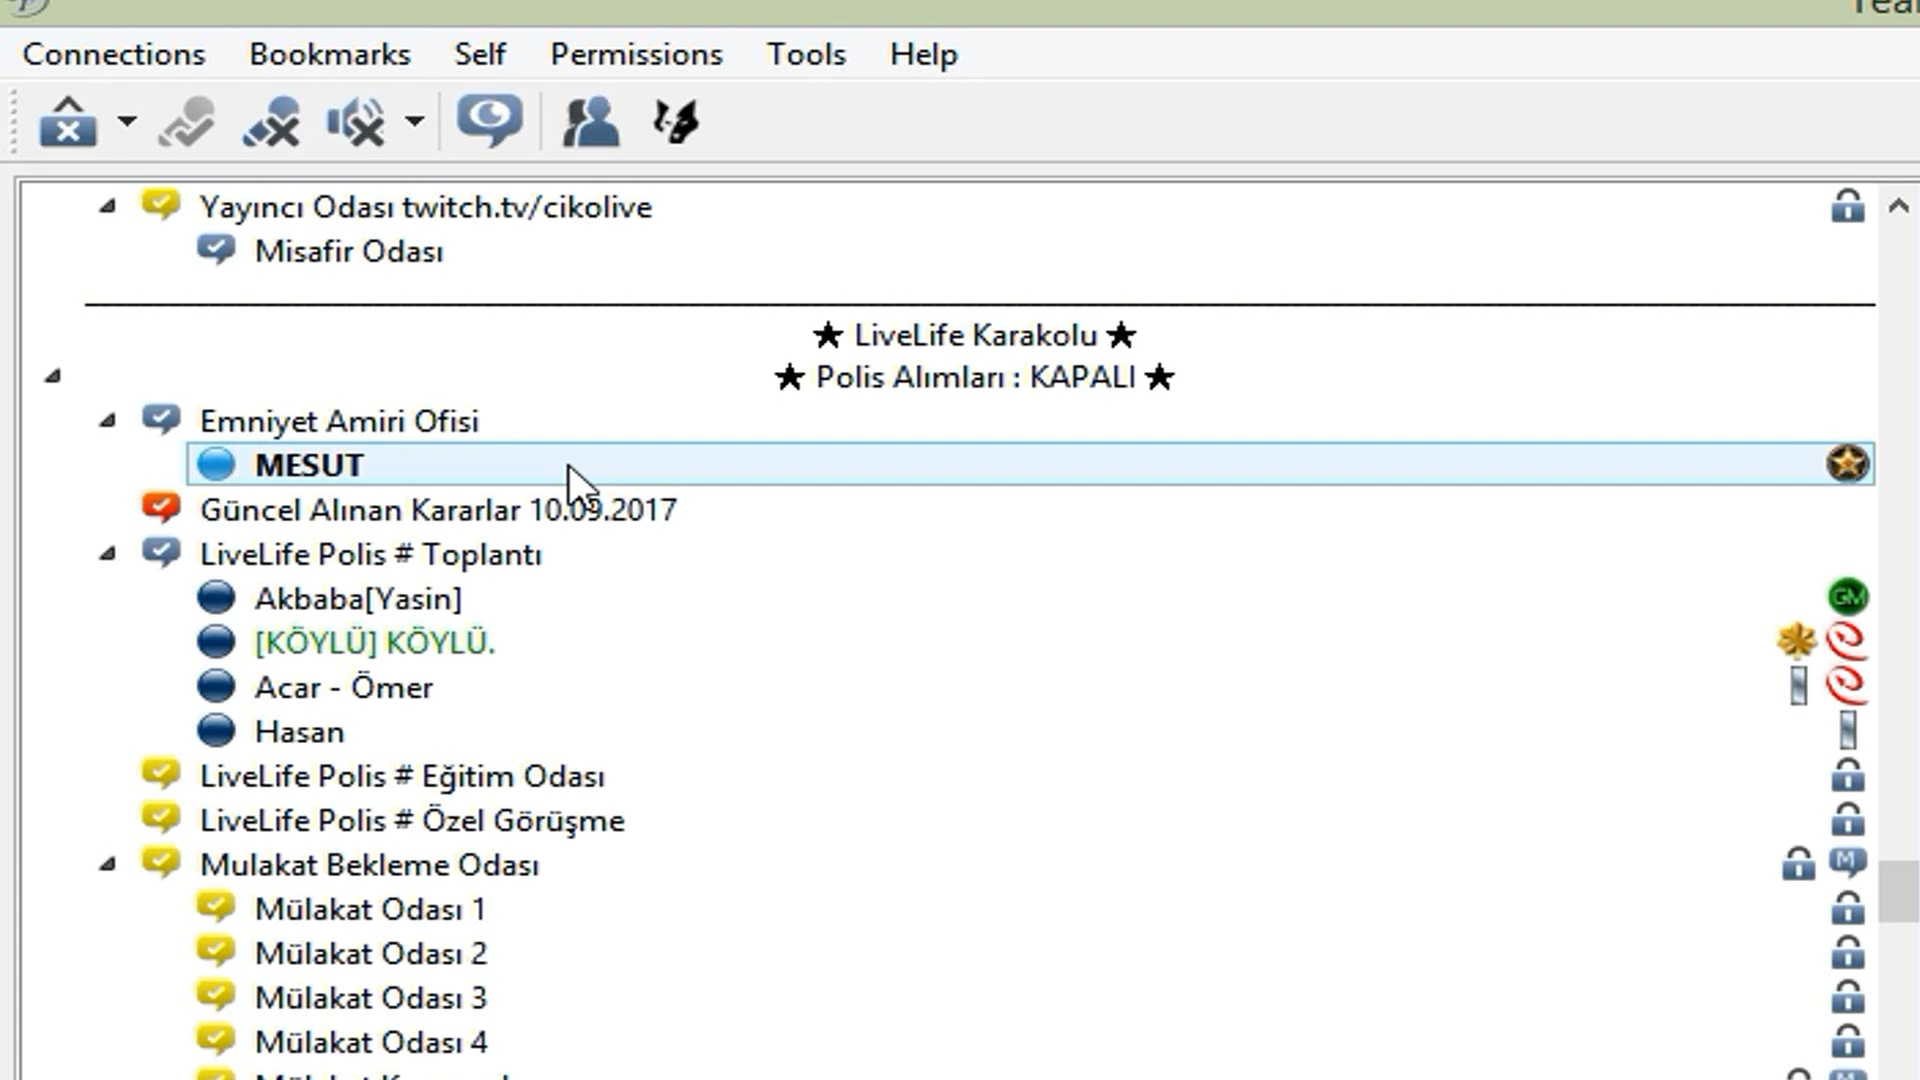 Connections Bookmarks Self Permissions Tools Help
Yayıncı Odası twitch.tv/cikolive
Misafir Odası
★ LiveLife Karakolu ★
★ Polis Alımları : KAPALI ★
Emniyet Amiri Ofisi
MESUT
Güncel Alınan Kararlar 10.09.2017
LiveLife Polis # Toplantı
Akbaba[Yasin]
GM
[KÖYLÜ] KÖYLÜ.
Acar - Ömer
Hasan
LiveLife Polis # Eğitim Odası
LiveLife Polis # Özel Görüşme
Mulakat Bekleme Odası
M
Mülakat Odası 1
Mülakat Odası 2
Mülakat Odası 3
Mülakat Odası 4